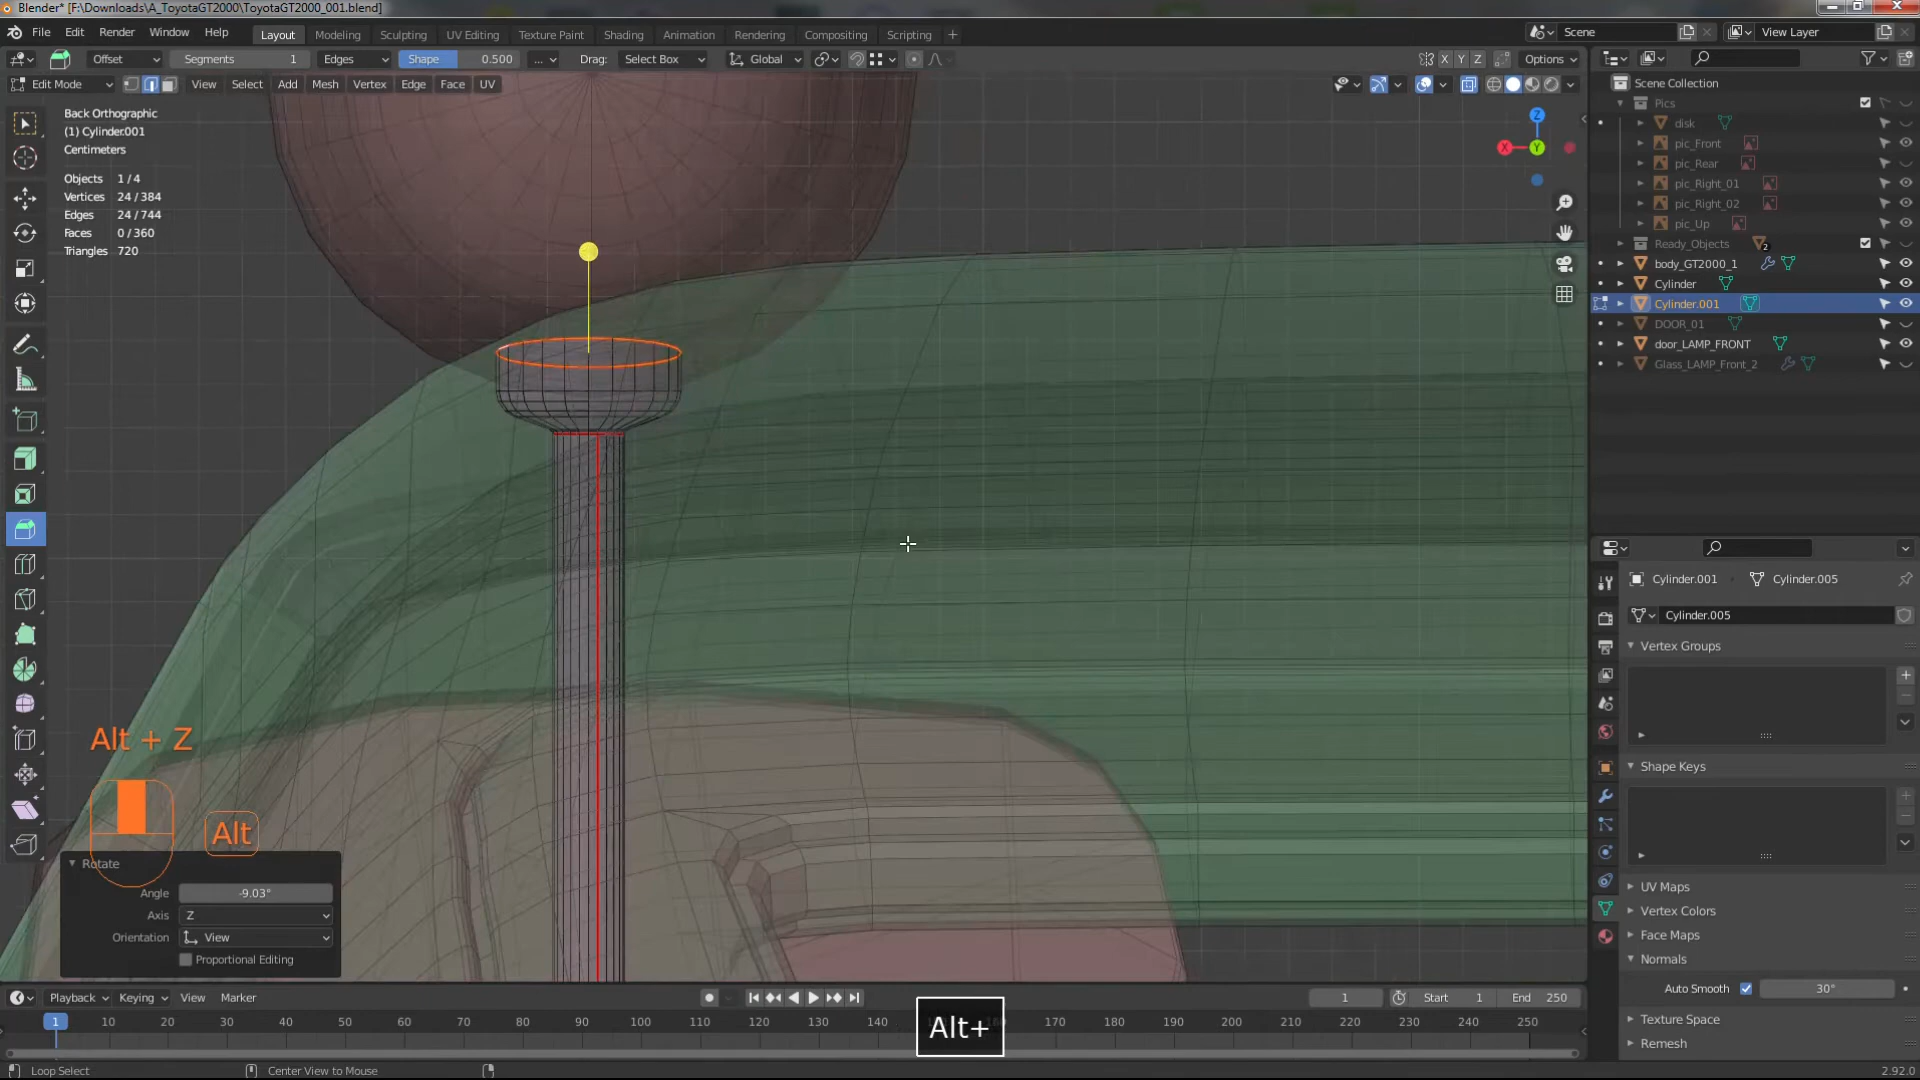 Blender* [F:\Downloads\A_ToyotaGT2000\ToyotaGT2000_001.blend]
File Edit Render Window Help Layout Modeling Sculpting UV Editing Texture Paint Shading Animation Rendering Compositing Scripting + Scene View Layer
Offset Segments 1 Edges Shape 0.500 ... Drag: Select Box Global X Y Z Options
Edit Mode View Select Add Mesh Vertex Edge Face UV
Back Orthographic
(1) Cylinder.001
Centimeters
Objects 1 / 4
Vertices 24 / 384
Edges 24 / 744
Faces 0 / 360
Triangles 720
Z
X Y
Scene Collection
Pics
disk
pic_Front
pic_Rear
pic_Right_01
pic_Right_02
pic_Up
Ready_Objects 2
body_GT2000_1
Cylinder
Cylinder.001
DOOR_01
door_LAMP_FRONT
Glass_LAMP_Front_2
Cylinder.001 Cylinder.005
Cylinder.005
Vertex Groups
Shape Keys
UV Maps
Vertex Colors
Face Maps
Normals
Auto Smooth 30°
Texture Space
Remesh
Alt + Z
Alt
Rotate
Angle -9.03°
Axis Z
Orientation View
Proportional Editing
Playback Keying View Marker 1 Start 1 End 250
1 10 20 30 40 50 60 70 80 90 100 110 120 130 140 170 180 190 200 210 220 230 240 250
Alt+
Loop Select Center View to Mouse 2.92.0